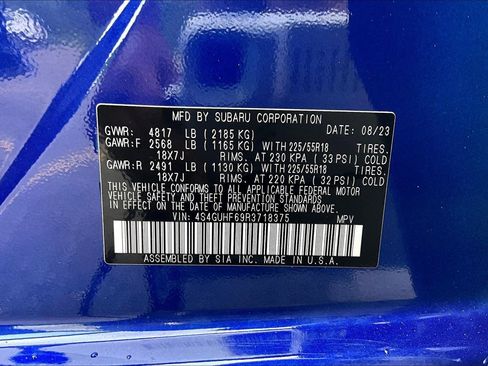 MFD BY SUBARU CORPORATION
GVWR: 4817 LB ( 2185 KG) DATE: 08/23
GAWR:F 2568 LB ( 1165 KG) WITH 225/55R18 TIRES.
18X7J RIMS. AT 230 KPA ( 33 PSI) COLD
GAWR:R 2491 LB ( 1130 KG) WITH 225/55R18 TIRES.
18X7J RIMS. AT 220 KPA ( 32 PSI) COLD
THIS VEHICLE CONFORMS TO ALL APPLICABLE FEDERAL MOTOR
VEHICLE SAFETY AND THEFT PREVENTION STANDARDS IN
EFFECT ON THE DATE OF MANUFACTURE SHOWN ABOVE.
VIN: 4S4GUHF69R3718375 MPV
ASSEMBLED BY SIA INC. MADE IN U.S.A.